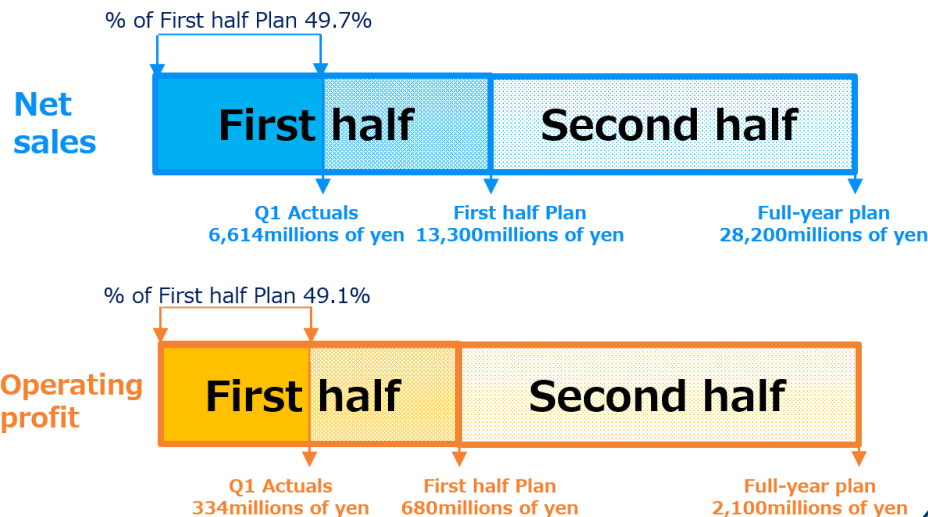 % of First half Plan 49.7%
Net
sales
First half
Second half
Q1 Actuals
6,614millions of yen
First half Plan
13,300millions of yen
Full-year plan
28,200millions of yen
% of First half Plan 49.1%
Operating
profit
First half
Second half
Q1 Actuals
334millions of yen
First half Plan
680millions of yen
Full-year plan
2,100millions of yen